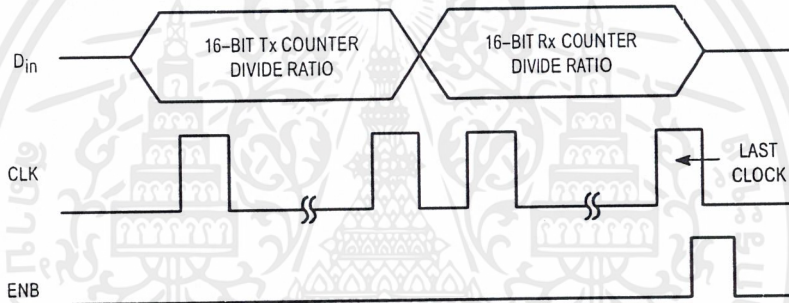 16–BIT Tx COUNTER
DIVIDE RATIO
16–BIT Rx COUNTER
DIVIDE RATIO
Din
CLK
LAST
CLOCK
ENB